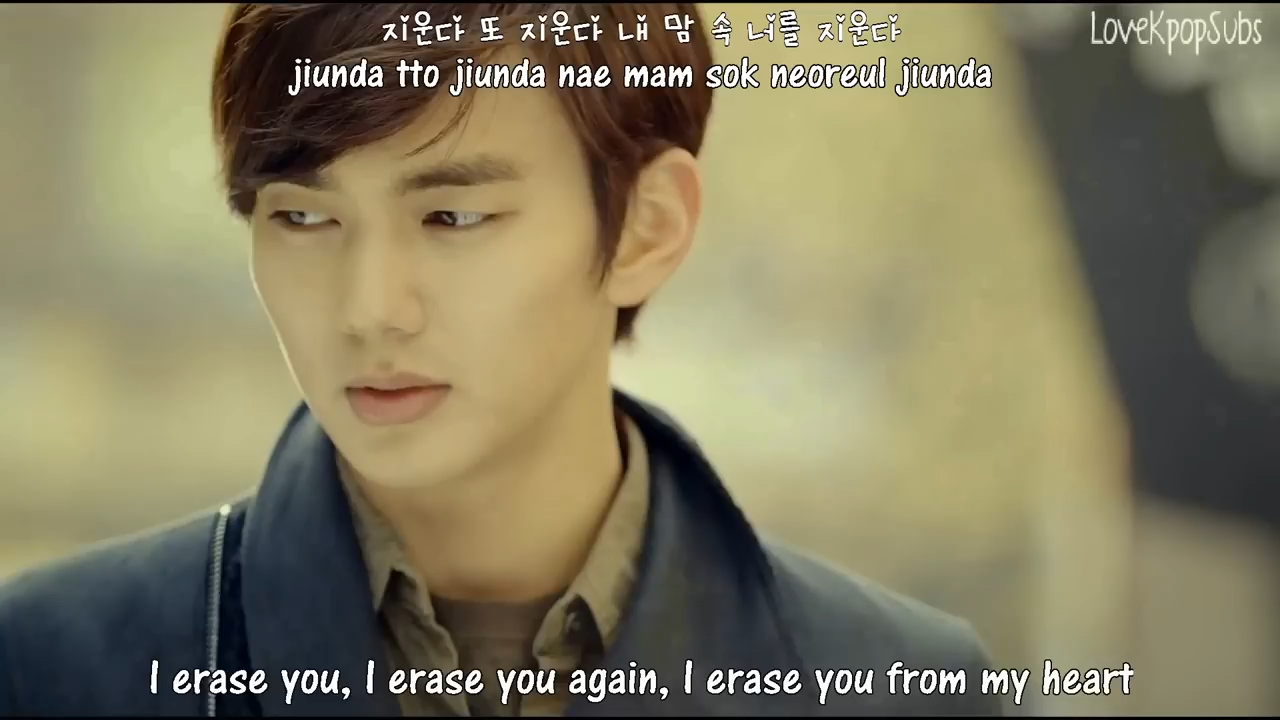 지운다 또 지운다 내 맘 속 너를 지운다
LoveKpopSubs
jiunda tto jiunda nae mam sok neoreul jiunda
I erase you, I erase you again, I erase you from my heart